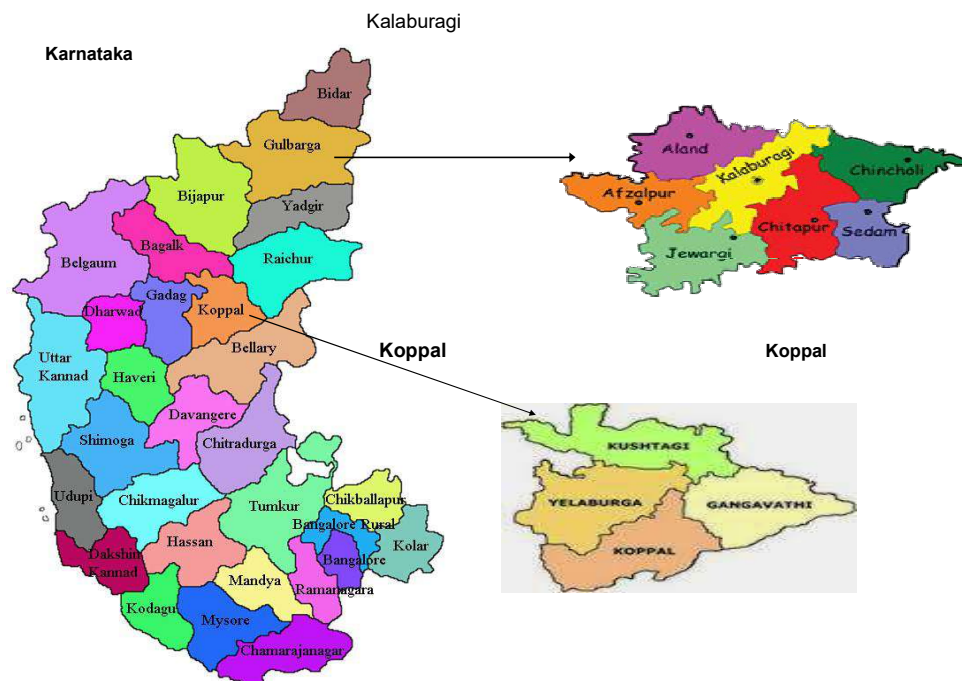 Kalaburagi
Karnataka
Bidar
Gulbarga
Bijapur
Yadgir
Bagalk
Belgaum
Raichur
Gadag
Dharwad
Koppal
Bellary
Uttar
Kannad
Haveri
Davangere
Shimoga
Chitradurga
Udupi
Chikmagalur
Tumkur
Chikballapur
Bangalore Rural
Kolar
Hassan
Dakshin
Kannad
Bangalore
Mandya
Ramanagara
Kodagu
Mysore
Chamarajanagar
Aland
Kalaburagi
Chincholi
Afzalpur
Chitapur
Sedam
Jewargi
Koppal
Koppal
KUSHTAGI
YELABURGA
GANGAVATHI
KOPPAL